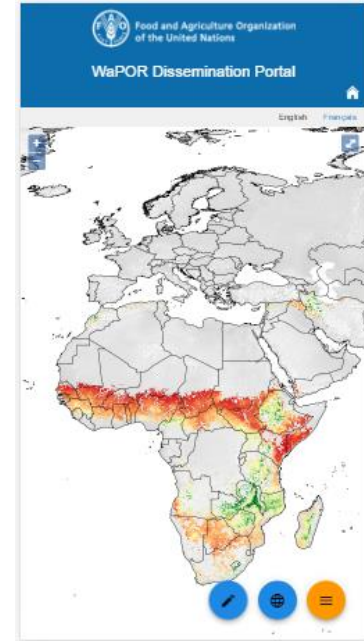 Food and Agriculture Organization
of the United Nations
WaPOR Dissemination Portal
English Français